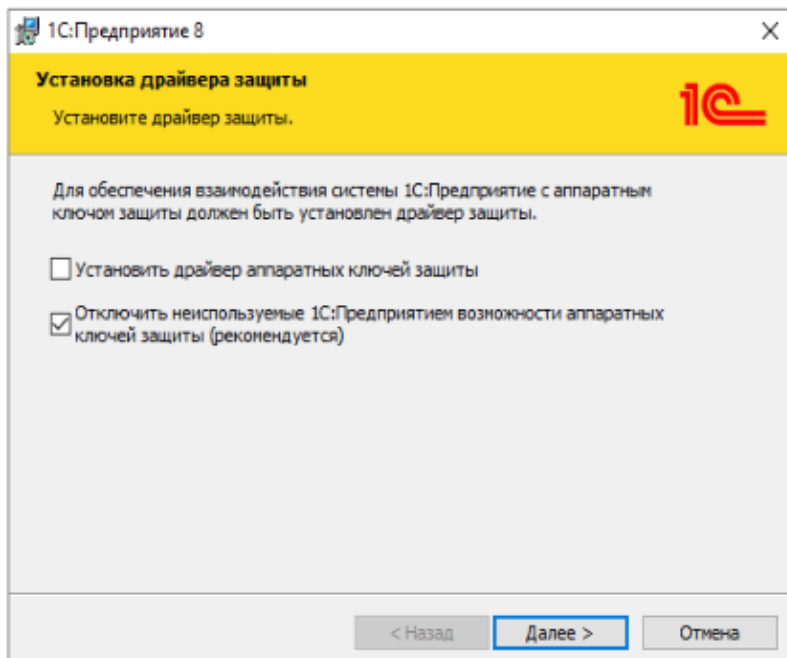 1С:Предприятие 8
Установка драйвера защиты
Установите драйвер защиты.
1С
Для обеспечения взаимодействия системы 1С:Предприятие с аппаратным
ключом защиты должен быть установлен драйвер защиты.
Установить драйвер аппаратных ключей защиты
Отключить неиспользуемые 1С:Предприятием возможности аппаратных
ключей защиты (рекомендуется)
< Назад
Далее >
Отмена